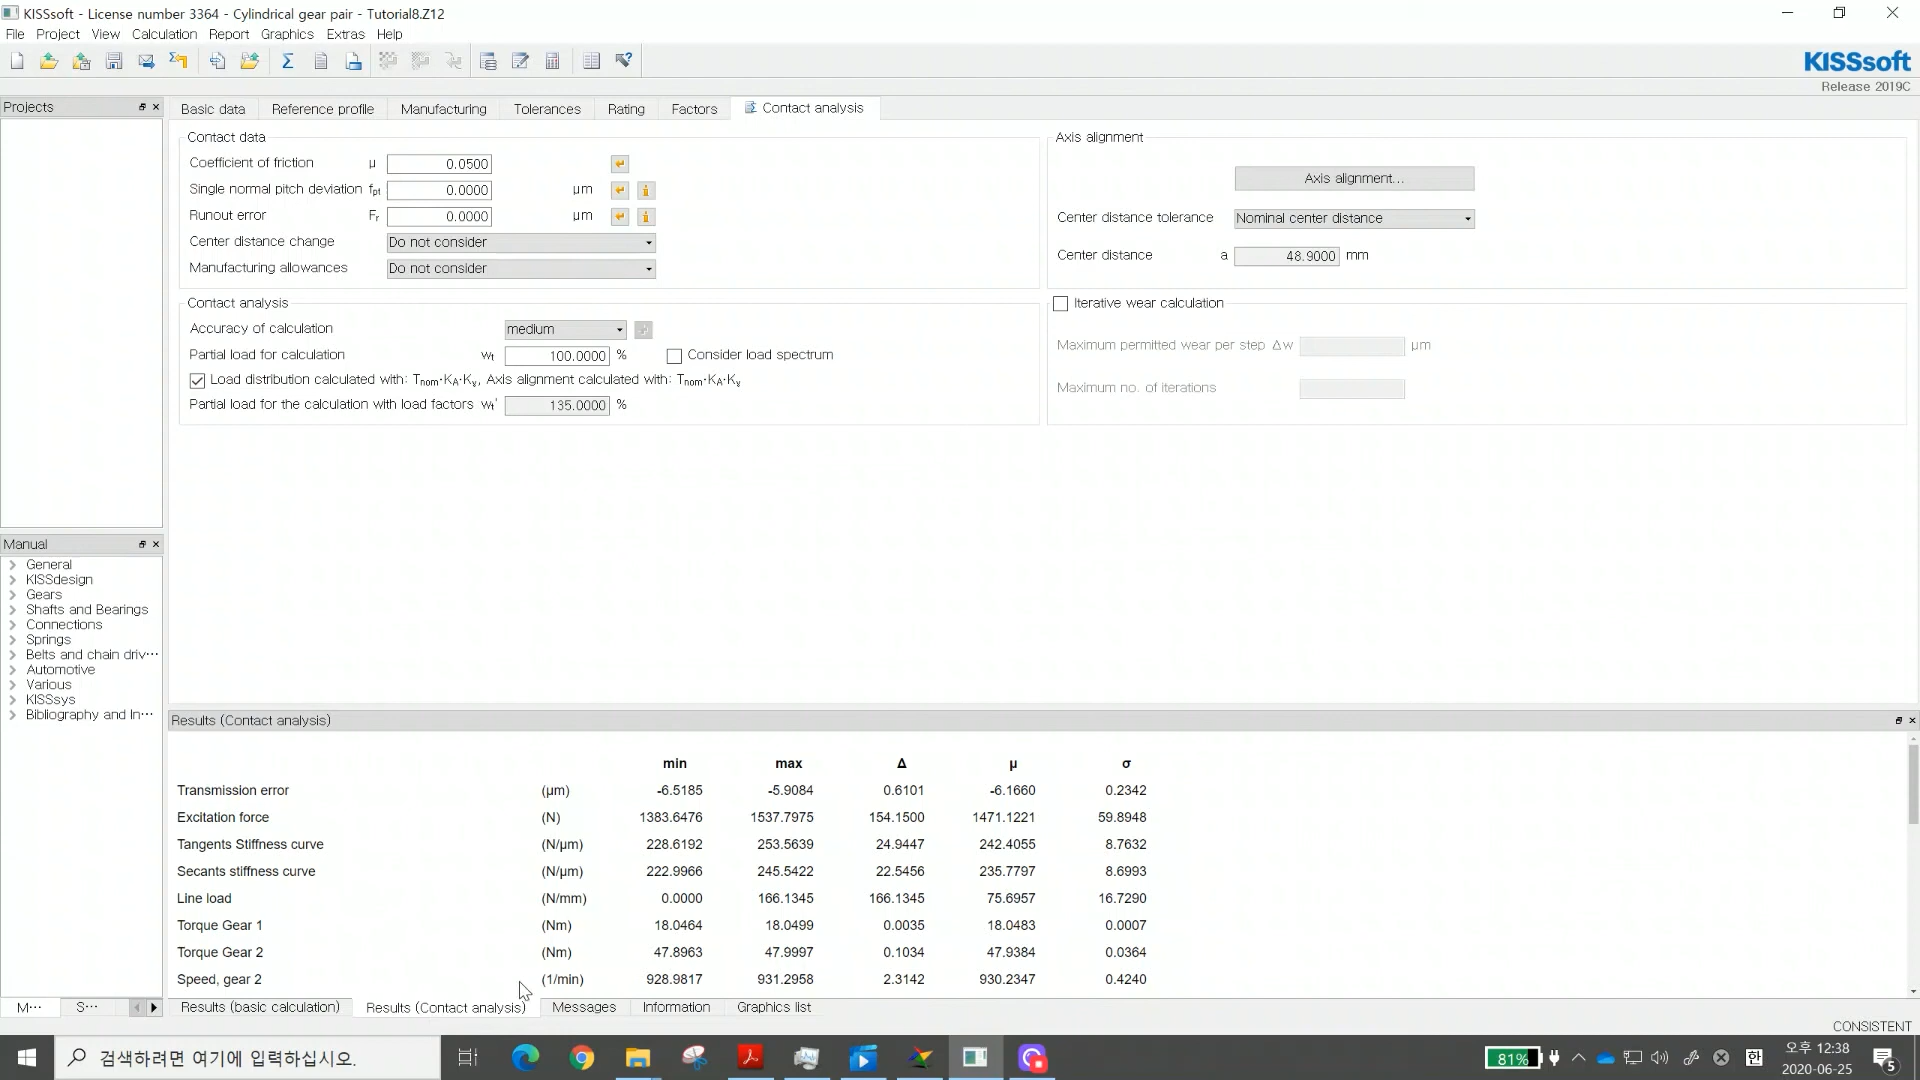 KISSsoft - License number 3364 - Cylindrical gear pair - Tutorial8.Z12
File Project View Calculation Report Graphics Extras Help
KISSsoft
Release 2019C
Projects
Basic data Reference profile Manufacturing Tolerances Rating Factors Contact analysis
Contact data
Coefficient of friction μ 0.0500
Single normal pitch deviation fpt 0.0000 μm
Runout error Fr 0.0000 μm
Center distance change Do not consider
Manufacturing allowances Do not consider
Axis alignment
Axis alignment...
Center distance tolerance Nominal center distance
Center distance a 48.9000 mm
Contact analysis
Accuracy of calculation medium
Partial load for calculation wt 100.0000 % Consider load spectrum
Load distribution calculated with: Tnom·KA·Kγ, Axis alignment calculated with: Tnom·KA·Kγ
Partial load for the calculation with load factors wt' 135.0000 %
Iterative wear calculation
Maximum permitted wear per step Δw μm
Maximum no. of iterations
Manual
General
KISSdesign
Gears
Shafts and Bearings
Connections
Springs
Belts and chain driv···
Automotive
Various
KISSsys
Bibliography and In···
Results (Contact analysis)
min max Δ μ σ
Transmission error (μm) -6.5185 -5.9084 0.6101 -6.1660 0.2342
Excitation force (N) 1383.6476 1537.7975 154.1500 1471.1221 59.8948
Tangents Stiffness curve (N/μm) 228.6192 253.5639 24.9447 242.4055 8.7632
Secants stiffness curve (N/μm) 222.9966 245.5422 22.5456 235.7797 8.6993
Line load (N/mm) 0.0000 166.1345 166.1345 75.6957 16.7290
Torque Gear 1 (Nm) 18.0464 18.0499 0.0035 18.0483 0.0007
Torque Gear 2 (Nm) 47.8963 47.9997 0.1034 47.9384 0.0364
Speed, gear 2 (1/min) 928.9817 931.2958 2.3142 930.2347 0.4240
M··· S··· Results (basic calculation) Results (Contact analysis) Messages Information Graphics list
CONSISTENT
검색하려면 여기에 입력하십시오.
81% 한 오후 12:38
2020-06-25
5